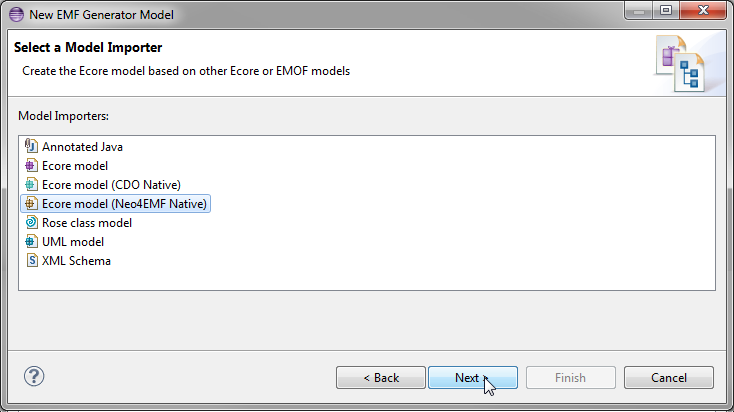 New EMF Generator Model
Select a Model Importer
Create the Ecore model based on other Ecore or EMOF models
Model Importers:
Annotated Java
Ecore model
Ecore model (CDO Native)
Ecore model (Neo4EMF Native)
Rose class model
UML model
XML Schema
< Back Next > Finish Cancel